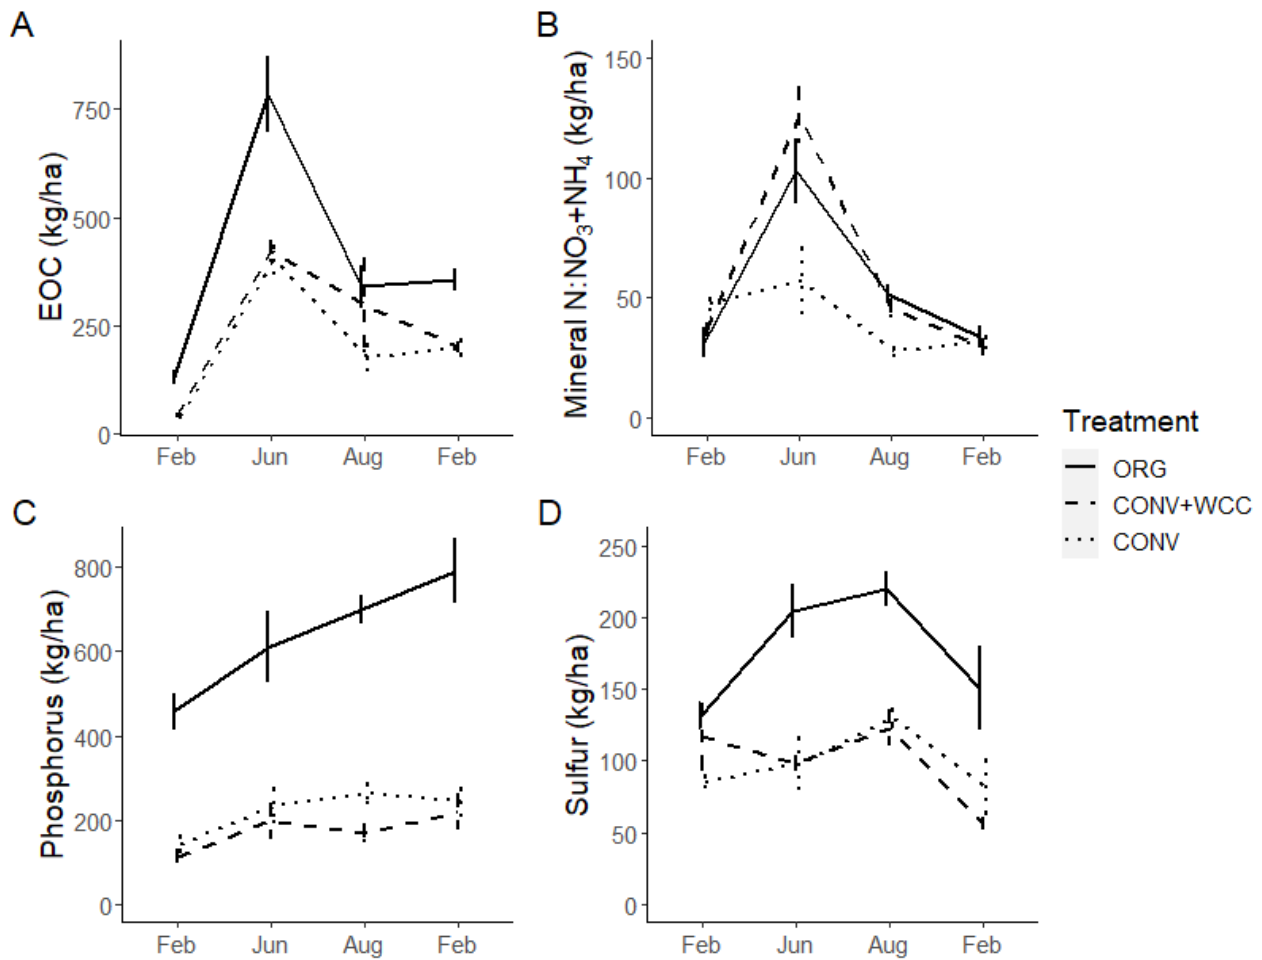 A
EOC (kg/ha)
750
500
250
0
Feb Jun Aug Feb
B
Mineral N:NO₃+NH₄ (kg/ha)
150
100
50
0
Feb Jun Aug Feb
C
Phosphorus (kg/ha)
800
600
400
200
0
Feb Jun Aug Feb
D
Sulfur (kg/ha)
250
200
150
100
50
0
Feb Jun Aug Feb
Treatment
ORG
CONV+WCC
CONV